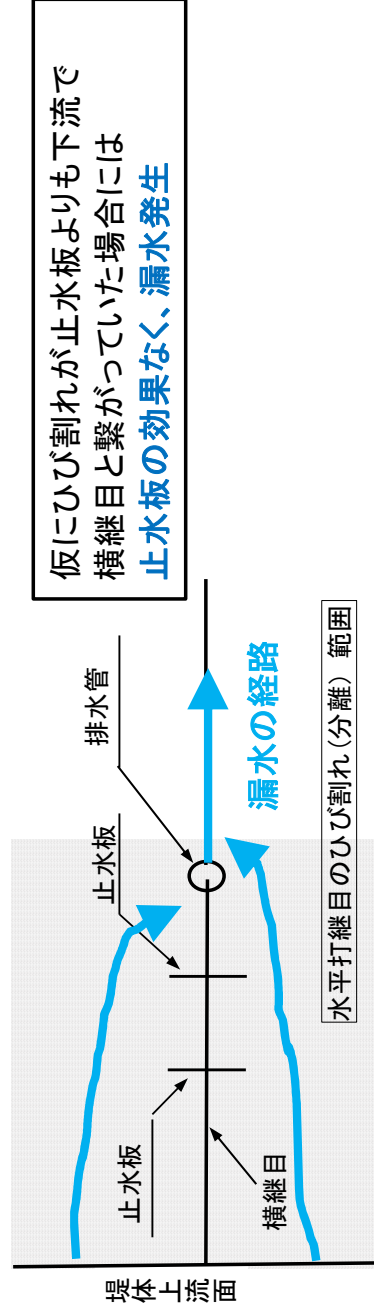 仮にひび割れが止水板よりも下流で
横継目と繋がっていた場合には
止水板の効果なく、漏水発生
排水管
止水板
止水板
漏水の経路
横継目
水平打継目のひび割れ(分離) 範囲
堤体上流面